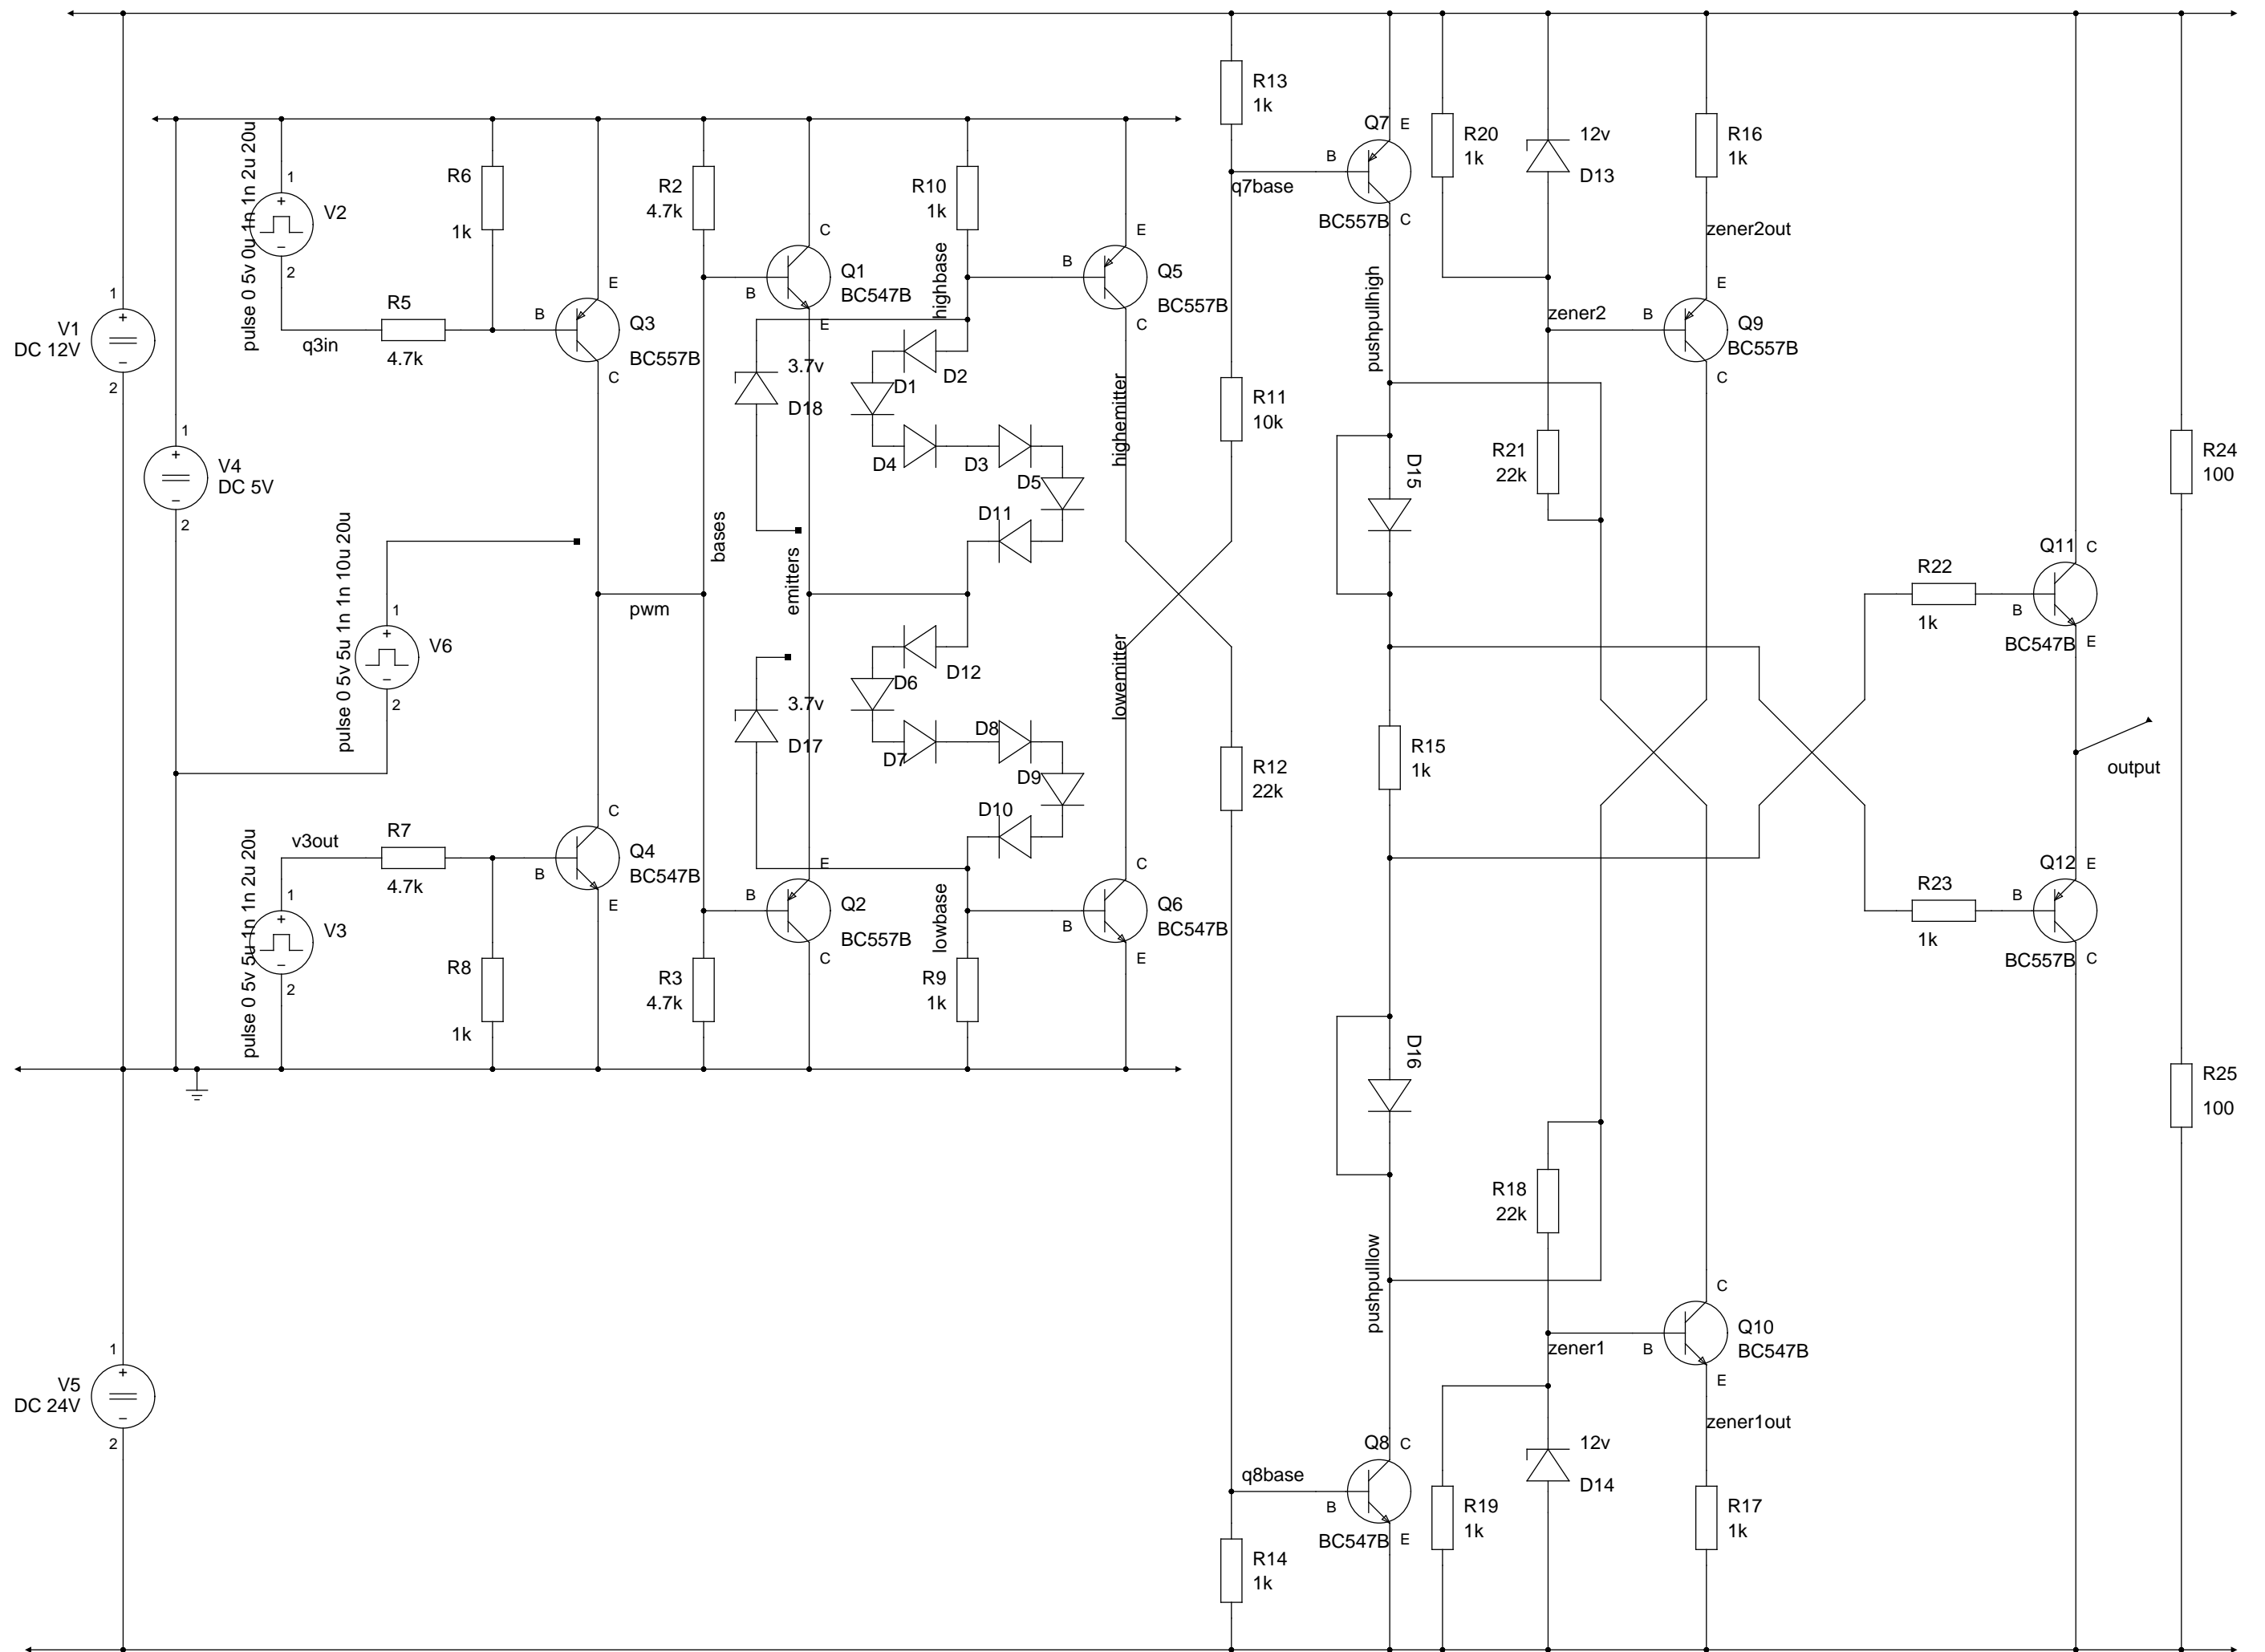 V1
DC 12V
1
2
V4
DC 5V
1
2
V5
DC 24V
1
2
pulse 0 5v 0u 1n 1n 2u 20u
V2
1
2
q3in
R5
4.7k
R6
1k
Q3
BC557B
B
E
C
pulse 0 5v 5u 1n 1n 10u 20u
V6
1
2
pulse 0 5v 5u 1n 1n 2u 20u
V3
1
2
v3out
R7
4.7k
R8
1k
Q4
BC547B
B
C
E
pwm
bases
R2
4.7k
R3
4.7k
Q1
BC547B
B
C
E
Q2
BC557B
B
E
C
emitters
3.7v
D18
3.7v
D17
R10
1k
highbase
D2
D1
D4
D3
D5
D11
D12
D6
D7
D8
D9
D10
lowbase
R9
1k
Q5
BC557B
B
E
C
highemitter
lowemitter
Q6
BC547B
B
C
E
R13
1k
q7base
R11
10k
R12
22k
q8base
R14
1k
Q7
BC557B
B
E
C
pushpullhigh
D15
R15
1k
D16
pushpulllow
Q8
BC547B
B
C
E
R20
1k
12v
D13
zener2
R21
22k
R16
1k
zener2out
Q9
BC557B
B
E
C
R18
22k
zener1
Q10
BC547B
B
C
E
zener1out
R19
1k
12v
D14
R17
1k
R22
1k
Q11
BC547B
B
C
E
output
R23
1k
Q12
BC557B
B
E
C
R24
100
R25
100